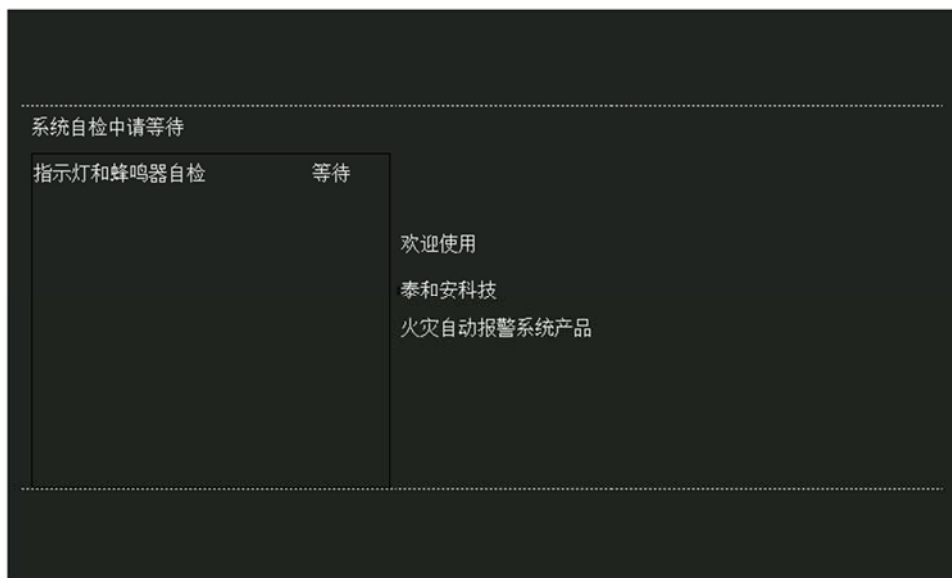 系统自检中请等待
指示灯和蜂鸣器自检 等待
欢迎使用
泰和安科技
火灾自动报警系统产品